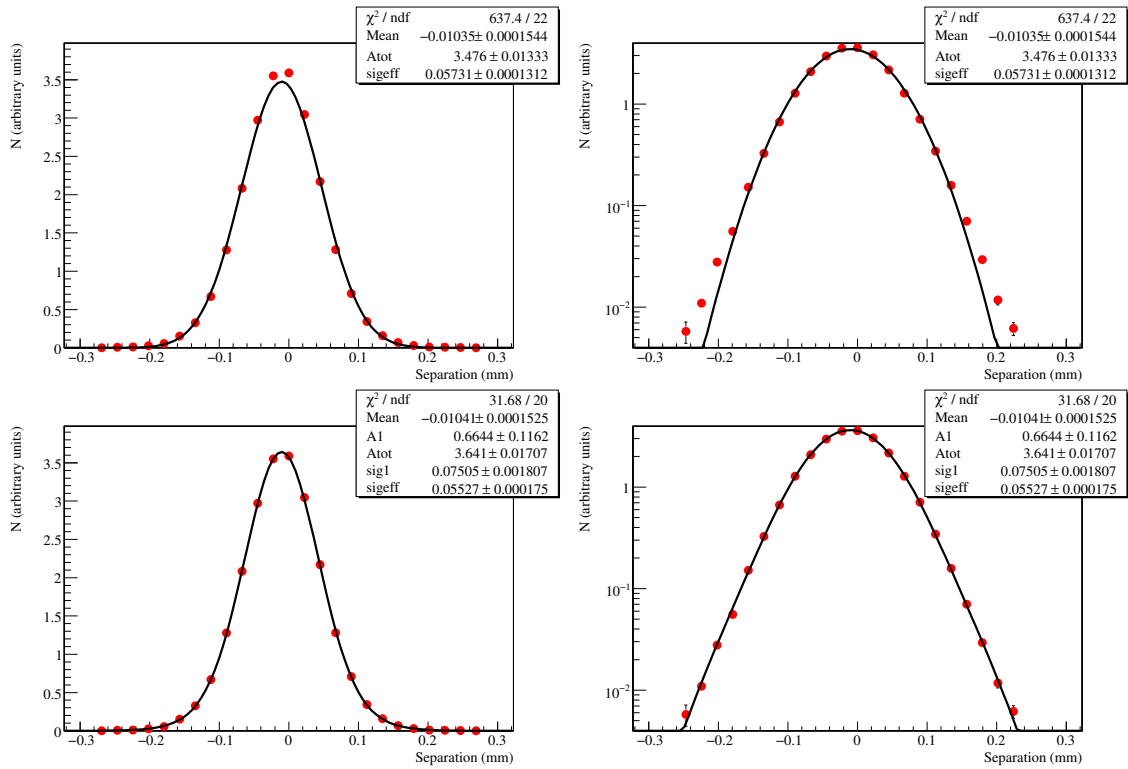 χ² / ndf 637.4 / 22
Mean −0.01035± 0.0001544
Atot 3.476 ± 0.01333
sigeff 0.05731 ± 0.0001312
N (arbitrary units)
3.5
3
2.5
2
1.5
1
0.5
0
−0.3 −0.2 −0.1 0 0.1 0.2 0.3
Separation (mm)
χ² / ndf 637.4 / 22
Mean −0.01035± 0.0001544
Atot 3.476 ± 0.01333
sigeff 0.05731 ± 0.0001312
N (arbitrary units)
1
10⁻¹
10⁻²
−0.3 −0.2 −0.1 0 0.1 0.2 0.3
Separation (mm)
χ² / ndf 31.68 / 20
Mean −0.01041± 0.0001525
A1 0.6644 ± 0.1162
Atot 3.641 ± 0.01707
sig1 0.07505 ± 0.001807
sigeff 0.05527 ± 0.000175
N (arbitrary units)
3.5
3
2.5
2
1.5
1
0.5
0
−0.3 −0.2 −0.1 0 0.1 0.2 0.3
Separation (mm)
χ² / ndf 31.68 / 20
Mean −0.01041± 0.0001525
A1 0.6644 ± 0.1162
Atot 3.641 ± 0.01707
sig1 0.07505 ± 0.001807
sigeff 0.05527 ± 0.000175
N (arbitrary units)
1
10⁻¹
10⁻²
−0.3 −0.2 −0.1 0 0.1 0.2 0.3
Separation (mm)